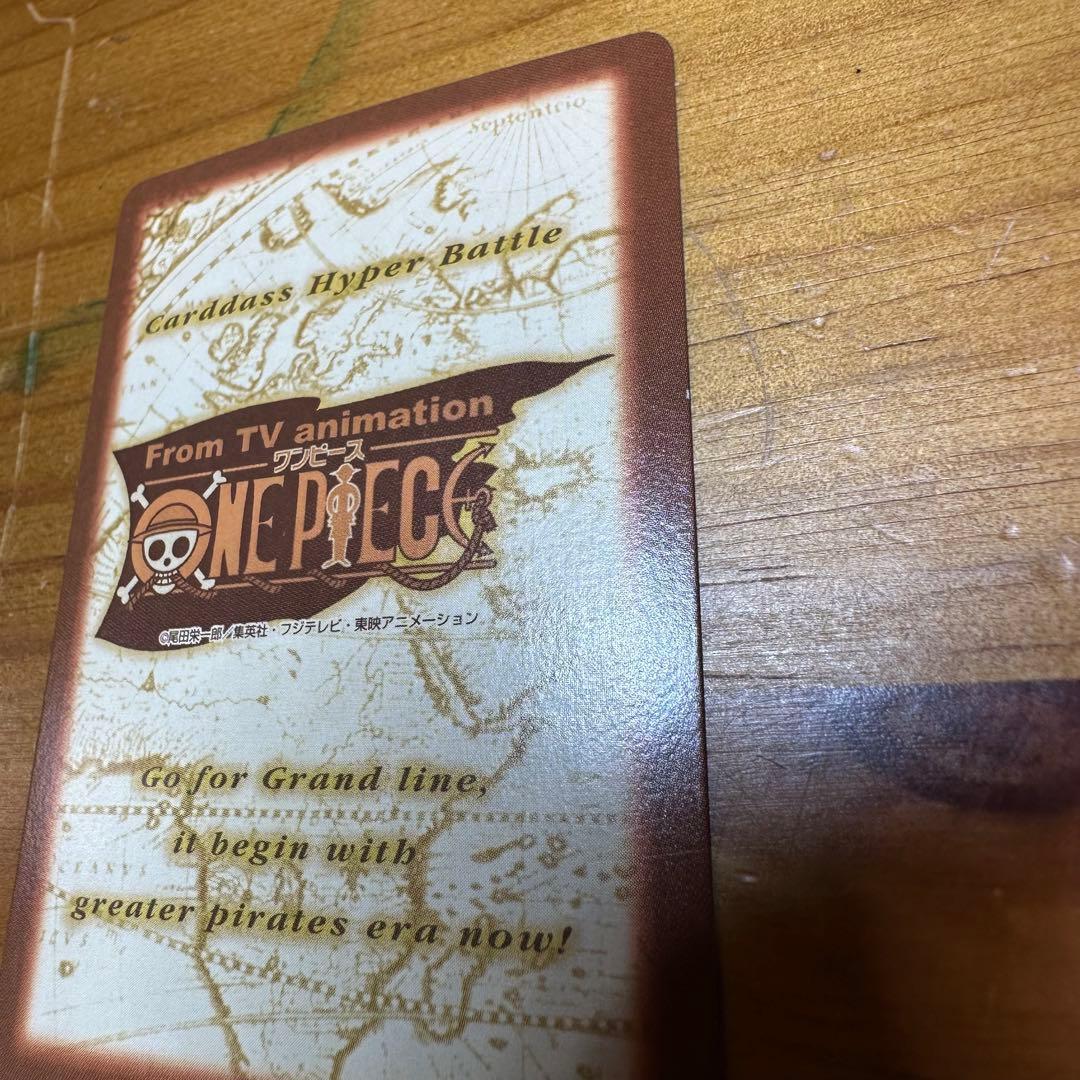 Septentrio
Carddass Hyper Battle
From TV animation
ワンピース
ONE PIECE
©尾田栄一郎／集英社・フジテレビ・東映アニメーション
Go for Grand line,
it begin with
greater pirates era now!